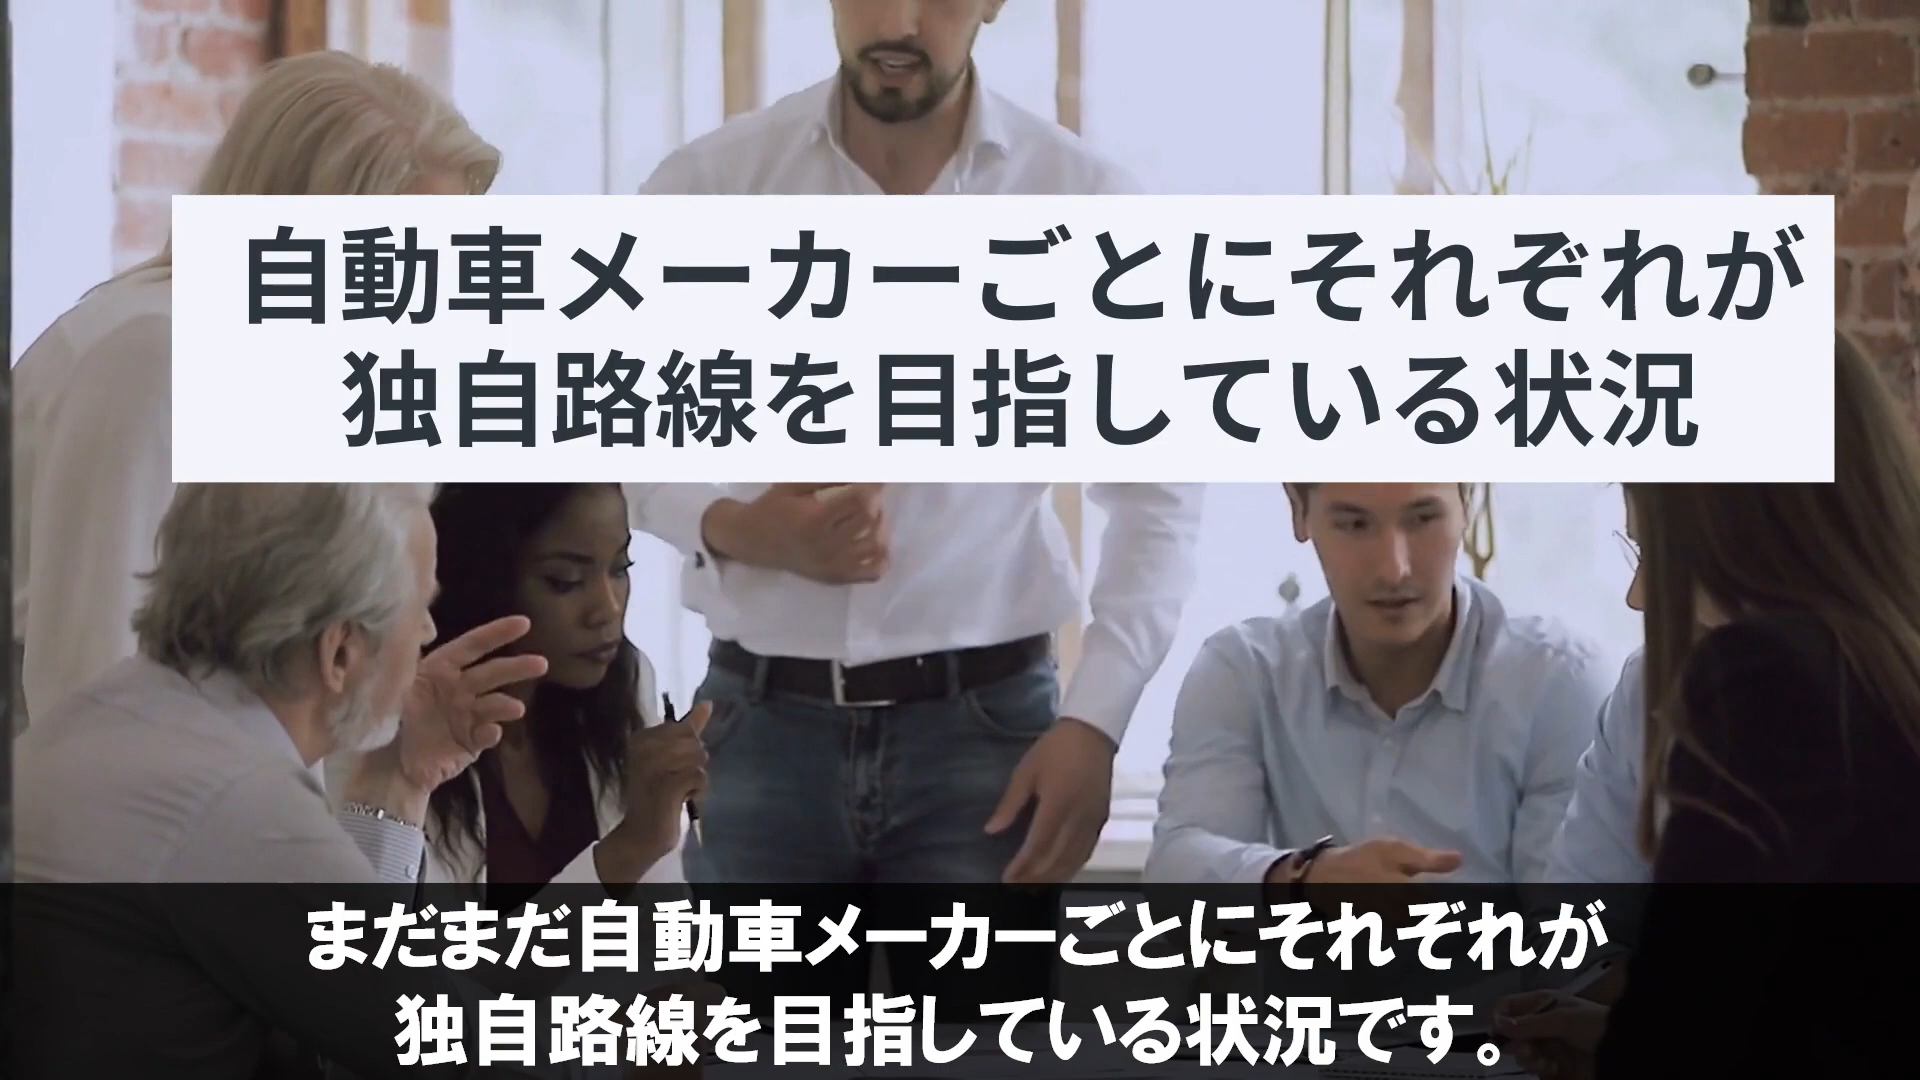 自動車メーカーごとにそれぞれが
独自路線を目指している状況
まだまだ自動車メーカーごとにそれぞれが
独自路線を目指している状況です。